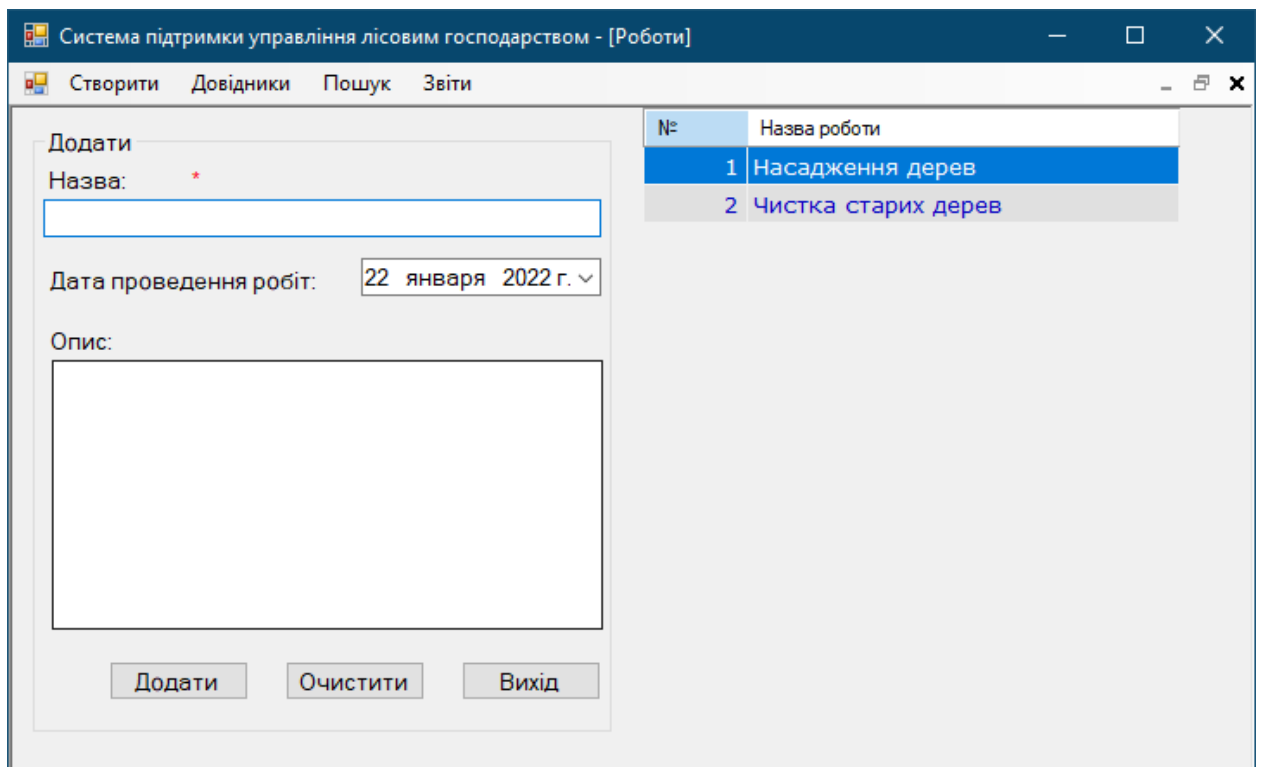 Система підтримки управління лісовим господарством - [Роботи]
Створити Довідники Пошук Звіти
Додати
Назва: *
Дата проведення робіт: 22 января 2022 г.
Опис:
Додати Очистити Вихід
№ Назва роботи
1 Насадження дерев
2 Чистка старих дерев